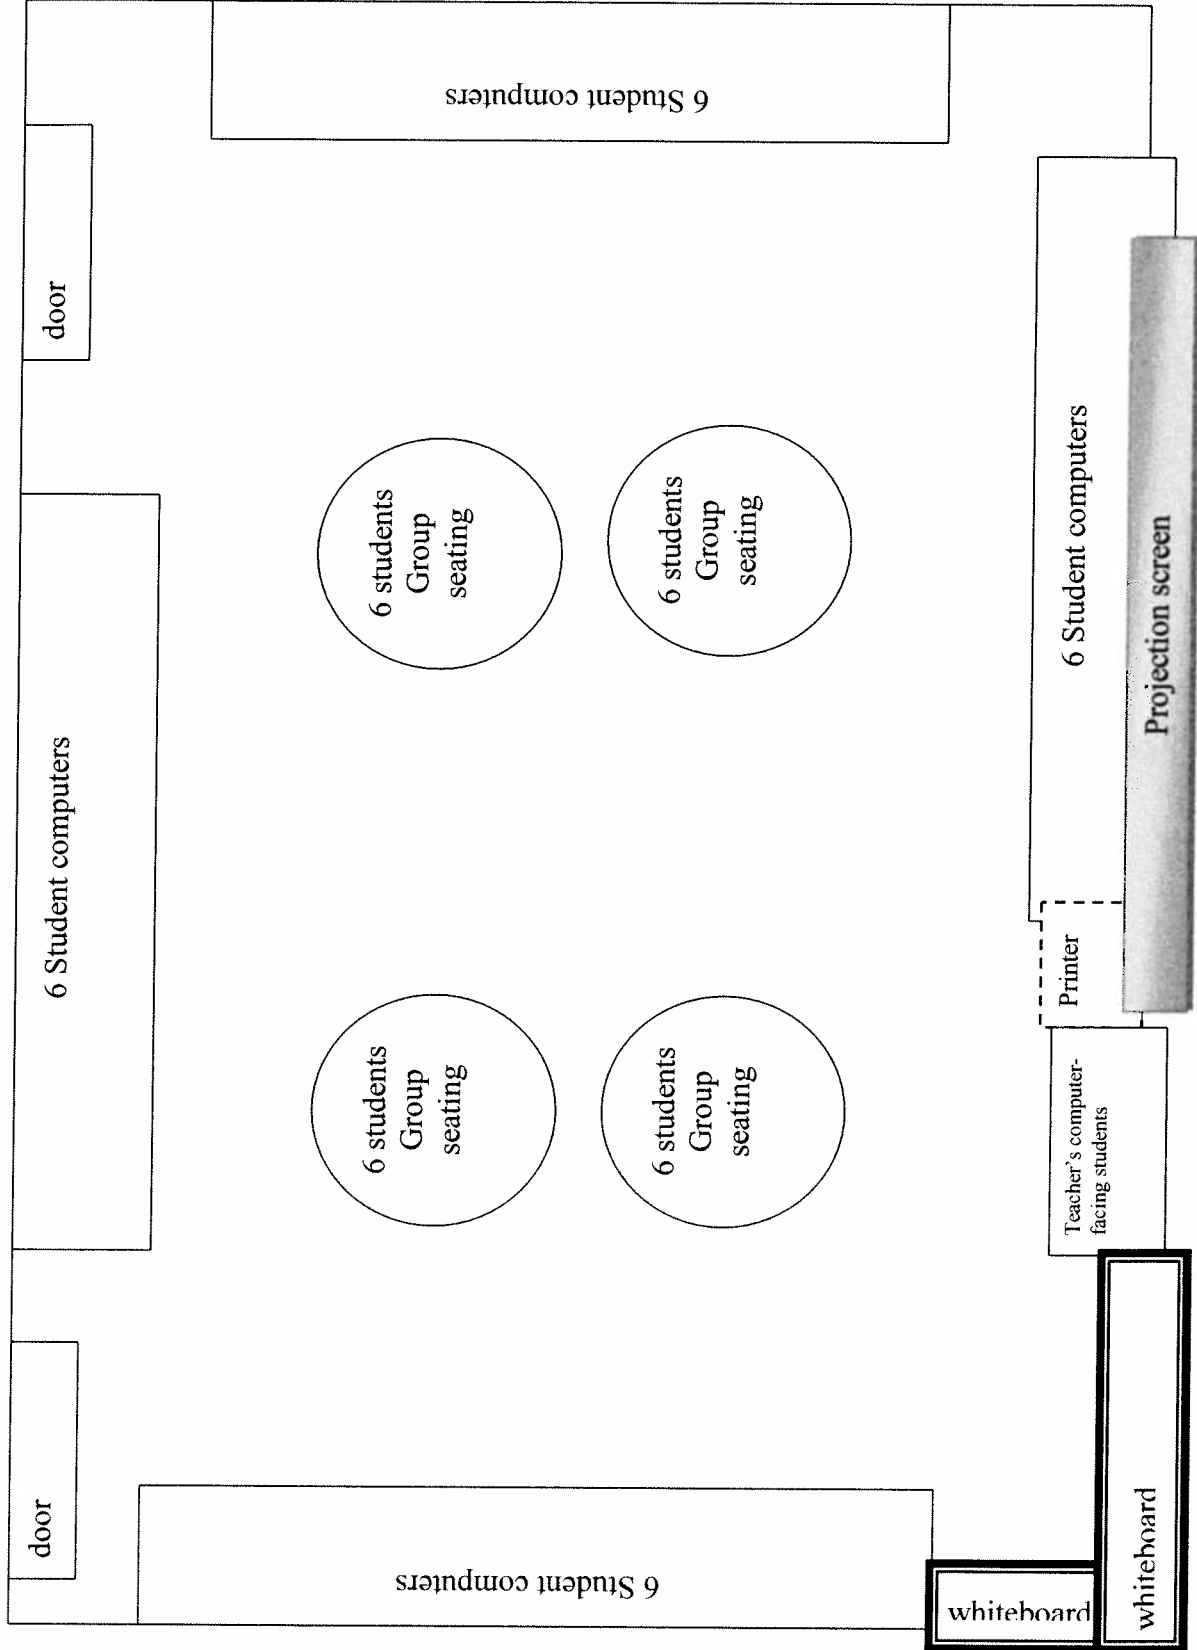 door
6 Student computers
door
6 Student computers
6 students
Group
seating
6 students
Group
seating
6 students
Group
seating
6 students
Group
seating
6 Student computers
whiteboard
Teacher's computer-
facing students
Printer
6 Student computers
whiteboard
Projection screen